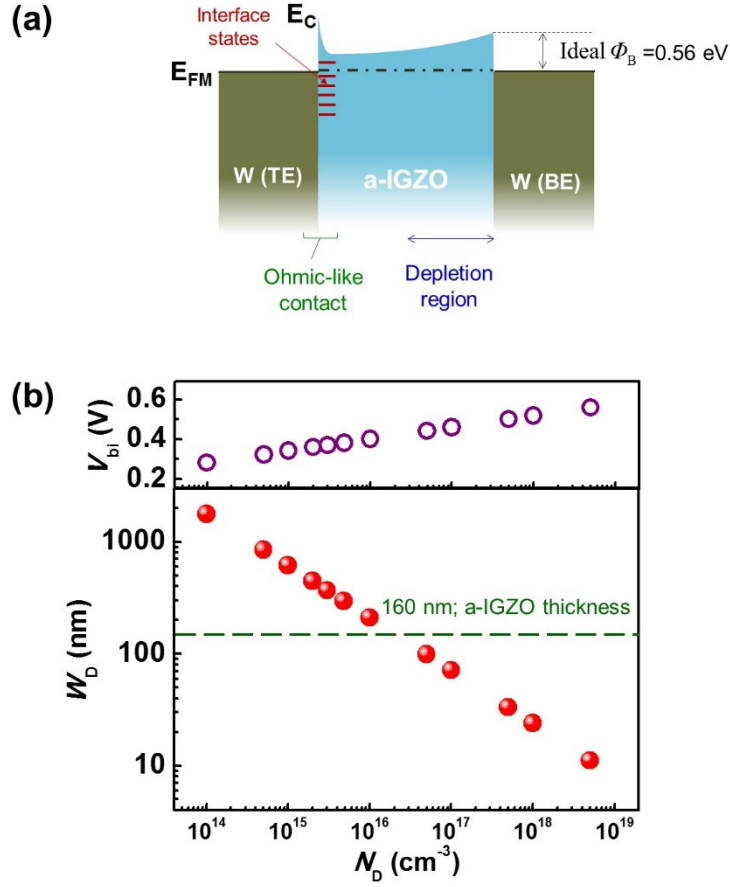 (a)
Interface
states
E_C
Ideal Φ_B =0.56 eV
E_FM
W (TE)
a-IGZO
W (BE)
Ohmic-like
contact
Depletion
region
(b)
V_bi (V)
0.6
0.4
0.2
W_D (nm)
1000
100
10
160 nm; a-IGZO thickness
10^14
10^15
10^16
10^17
10^18
10^19
N_D (cm^-3)